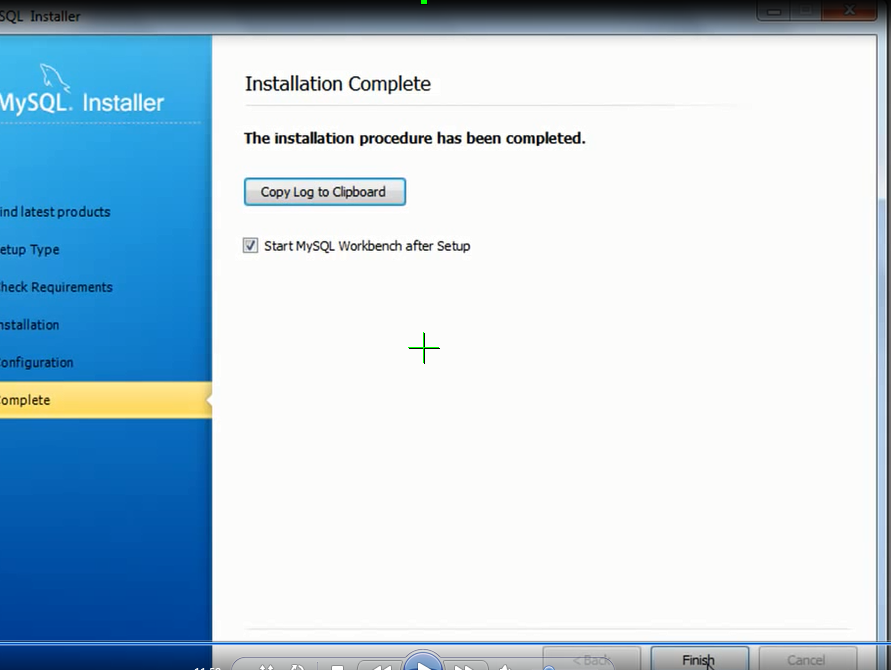 SQL Installer
MySQL. Installer
Installation Complete
The installation procedure has been completed.
Copy Log to Clipboard
Start MySQL Workbench after Setup
ind latest products
etup Type
heck Requirements
nstallation
onfiguration
omplete
< Back
Finish
Cancel